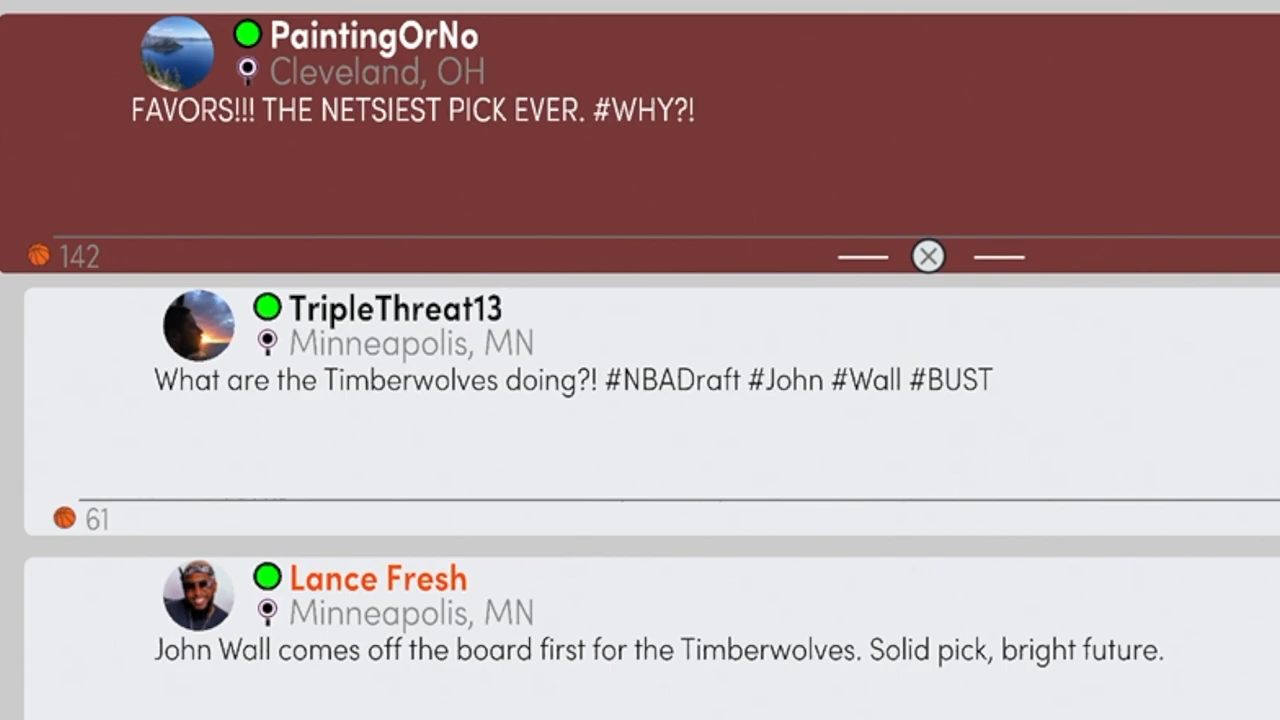 PaintingOrNo
Cleveland, OH
FAVORS!!! THE NETSIEST PICK EVER. #WHY?!
142
TripleThreat13
Minneapolis, MN
What are the Timberwolves doing?! #NBADraft #John #Wall #BUST
61
Lance Fresh
Minneapolis, MN
John Wall comes off the board first for the Timberwolves. Solid pick, bright future.